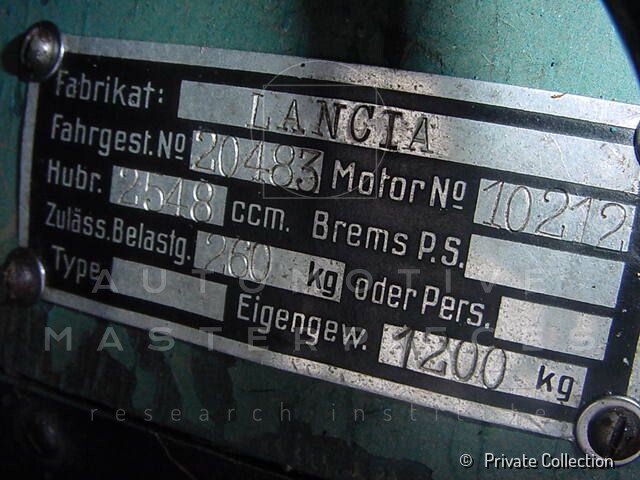 Fabrikat: LANCIA
Fahrgest.No 20483 Motor No 10212
Hubr. 2548 ccm. Brems P.S.
Zuläss.Belastg. 260 kg oder Pers.
Type Eigengew. 1200 kg
AUTOMOTIVE
MASTERPIECES
research institute
© Private Collection